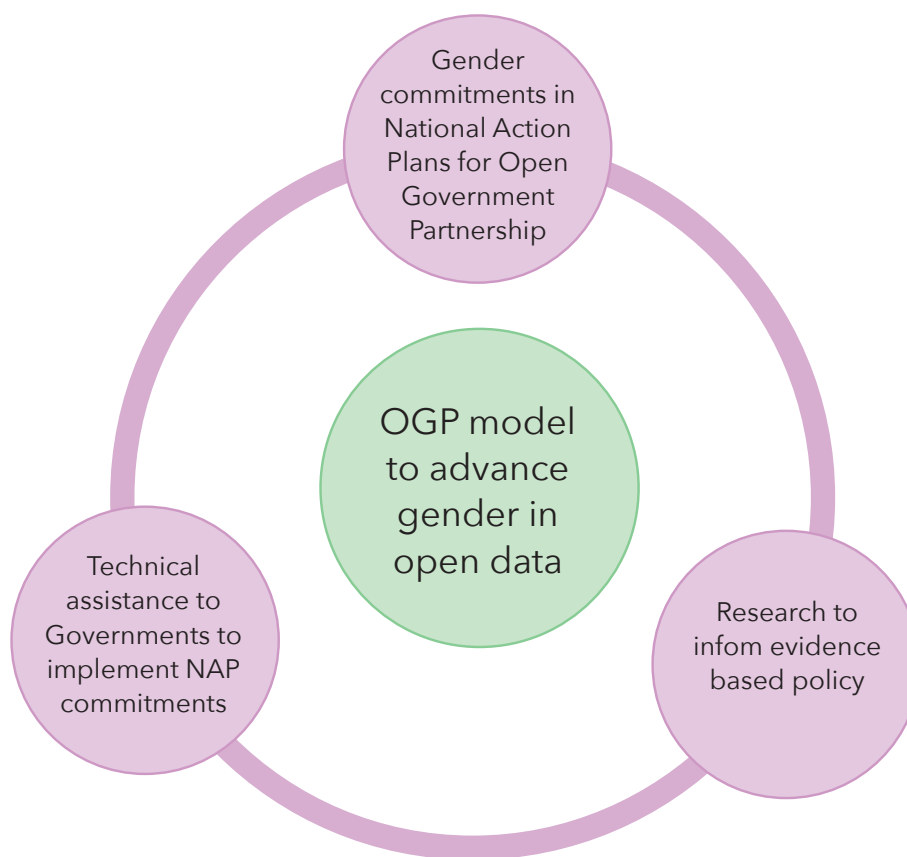 Gender
commitments in
National Action
Plans for Open
Government
Partnership
OGP model
to advance
gender in
open data
Technical
assistance to
Governments to
implement NAP
commitments
Research to
infom evidence
based policy